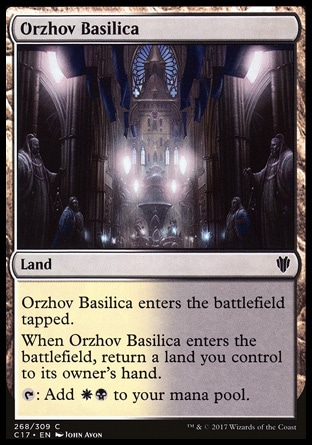 Orzhov Basilica
Land
Orzhov Basilica enters the battlefield
tapped.
When Orzhov Basilica enters the
battlefield, return a land you control
to its owner's hand.
: Add to your mana pool.
268/309 C
C17 • EN John Avon
™ & © 2017 Wizards of the Coast